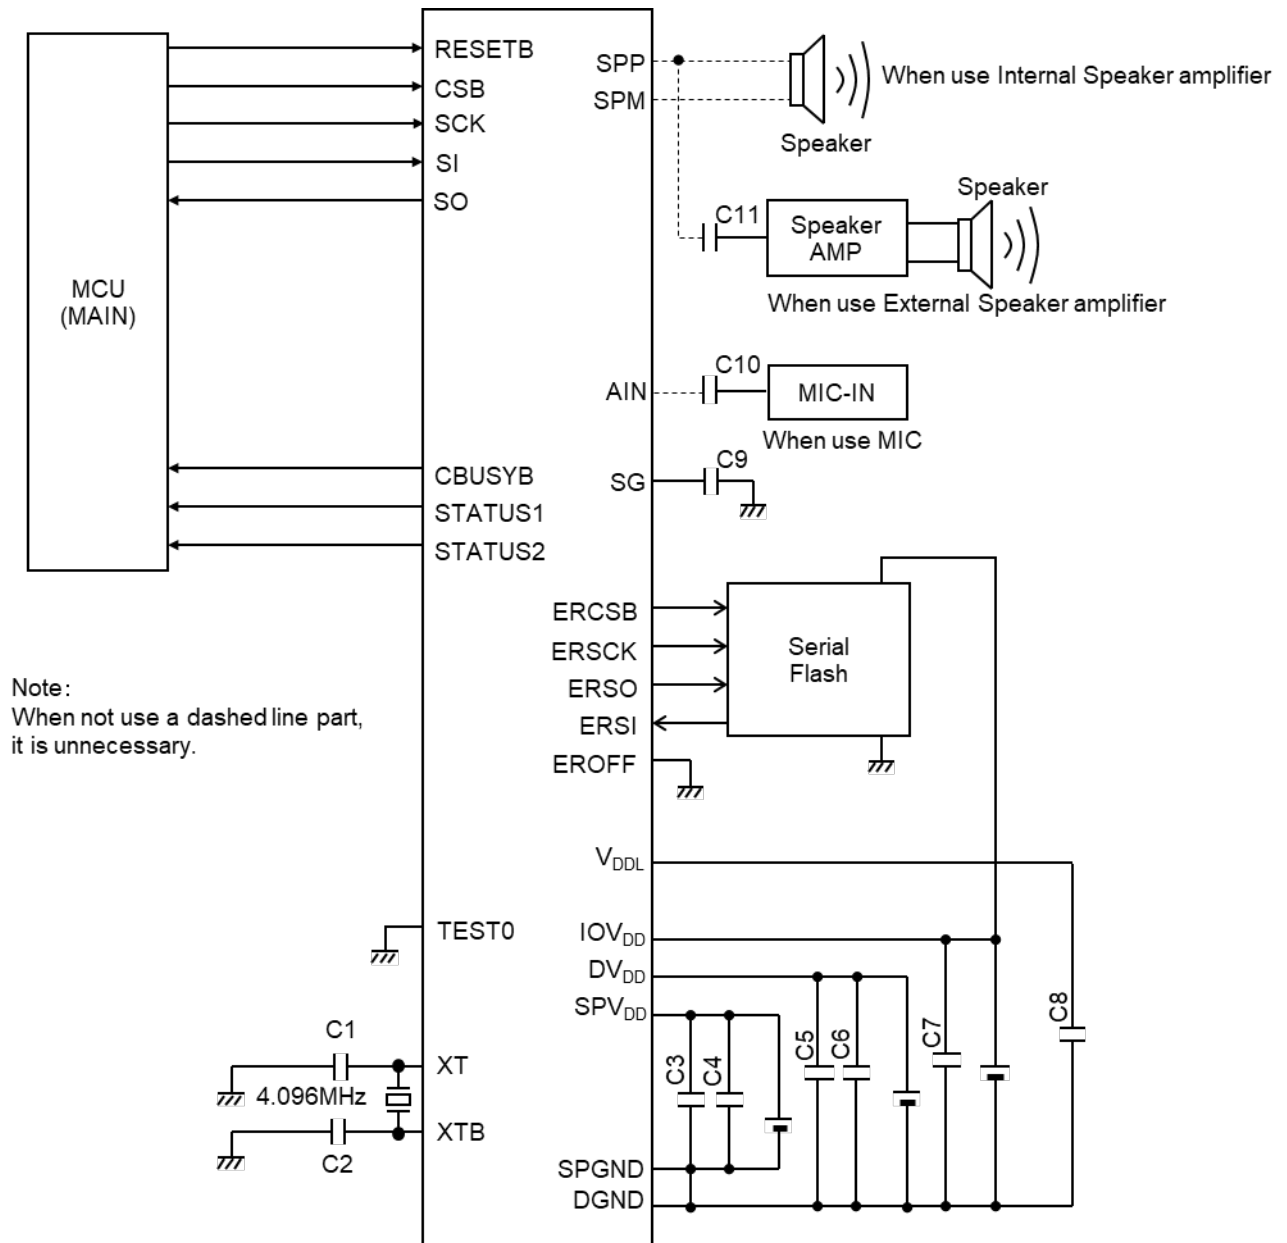 RESETB
CSB
SCK
SI
SO
MCU
(MAIN)
CBUSYB
STATUS1
STATUS2
Note:
When not use a dashed line part,
it is unnecessary.
TEST0
C1
XT
4.096MHz
XTB
C2
SPP
SPM
When use Internal Speaker amplifier
Speaker
Speaker
C11
Speaker
AMP
When use External Speaker amplifier
C10
AIN
MIC-IN
When use MIC
C9
SG
ERCSB
ERSCK
ERSO
ERSI
EROFF
Serial
Flash
VDDL
IOVDD
DVDD
SPVDD
C3
C4
C5
C6
C7
C8
SPGND
DGND